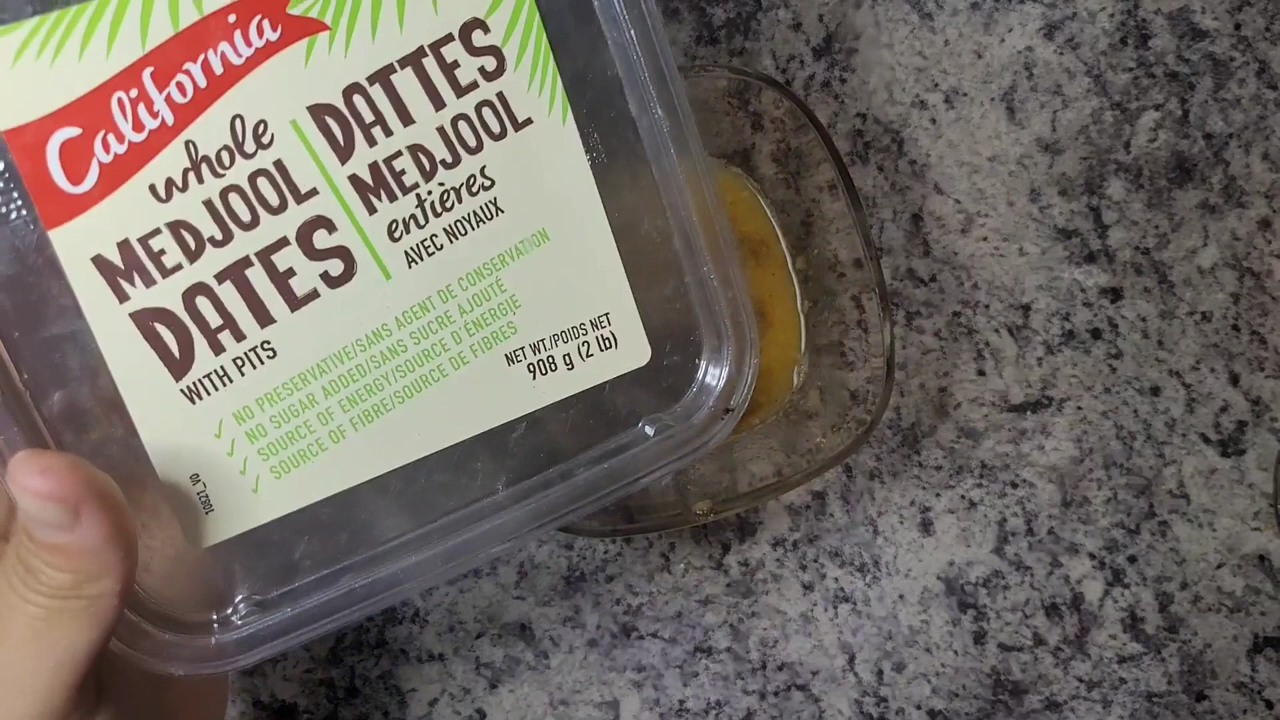 California
whole
MEDJOOL
DATES
WITH PITS
DATTES
MEDJOOL
entières
AVEC NOYAUX
✓ NO PRESERVATIVE/SANS AGENT DE CONSERVATION
✓ NO SUGAR ADDED/SANS SUCRE AJOUTÉ
✓ SOURCE OF ENERGY/SOURCE D'ÉNERGIE
✓ SOURCE OF FIBRE/SOURCE DE FIBRES
NET WT./POIDS NET
908 g (2 lb)
10821_V0